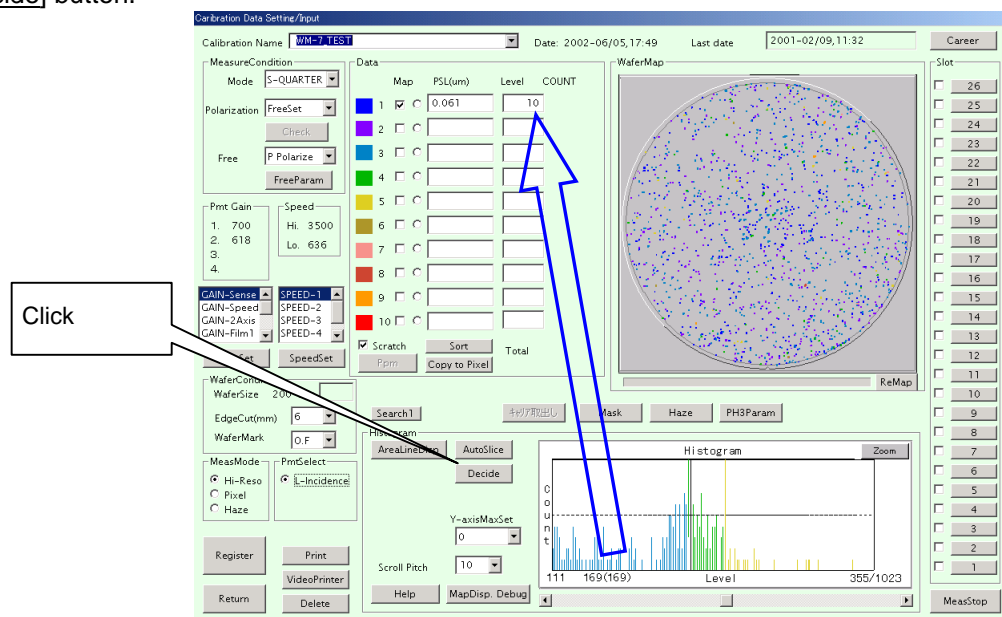 side] button.
Caribration Data Setting/Input
Calibration Name WM-7 TEST Date: 2002-06/05,17:49 Last date 2001-02/09,11:32 Career
MeasureCondition
Mode S-QUARTER
Polarization FreeSet
Check
Free P Polarize
FreeParam
Pmt Gain
1. 700
2. 618
3.
4.
Speed
Hi. 3500
Lo. 636
GAIN-Sense
GAIN-Speed
GAIN-2Axis
GAIN-Film1
SPEED-1
SPEED-2
SPEED-3
SPEED-4
Set SpeedSet
Data
Map PSL(um) Level COUNT
1 0.061 10
2
3
4
5
6
7
8
9
10
Scratch Sort Total
Ppm Copy to Pixel
WaferMap
ReMap
Slot
26
25
24
23
22
21
20
19
18
17
16
15
14
13
12
11
10
9
8
7
6
5
4
3
2
1
Click
WaferCondi
WaferSize 200
EdgeCut(mm) 6
WaferMark O.F
MeasMode
Hi-Reso
Pixel
Haze
PmtSelect
L-Incidence
Search1 ｷｬﾘｱ取出し Mask Haze PH3Param
Histogram
AreaLineDisp AutoSlice
Decide
Y-axisMaxSet
0
Scroll Pitch 10
Help MapDisp. Debug
Histogram Zoom
Count
111 169(169) Level 355/1023
Register Print
VideoPrinter
Return Delete
MeasStop